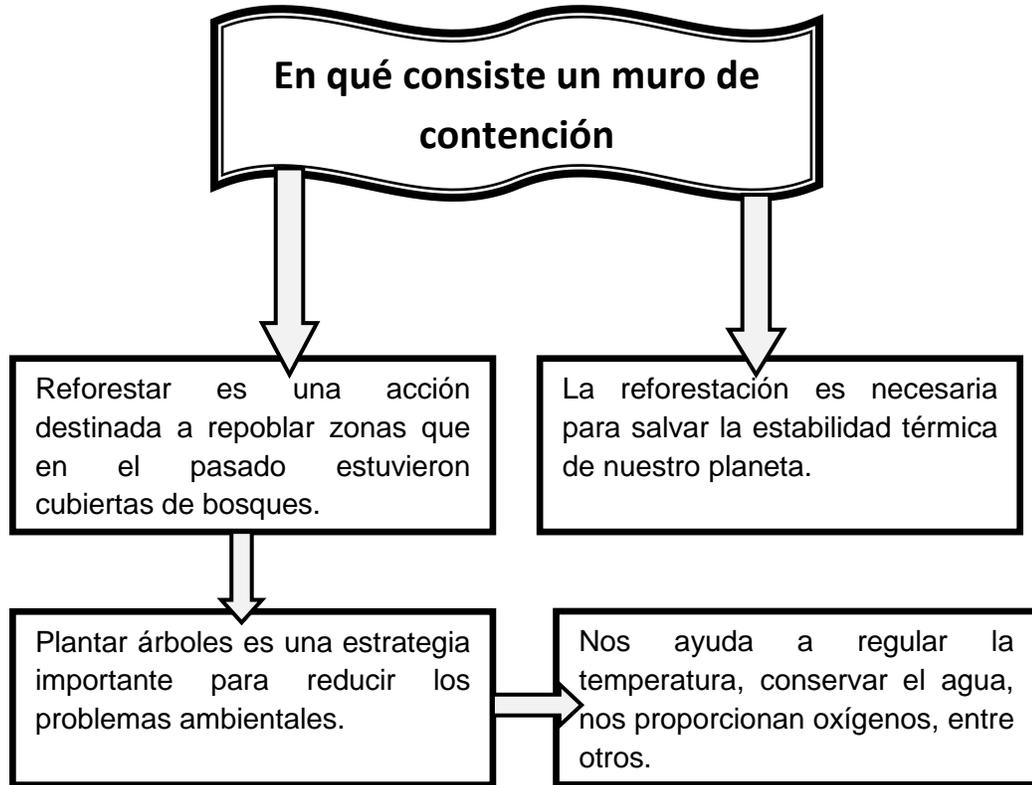 En qué consiste un muro de
contención
Reforestar es una acción
destinada a repoblar zonas que
en el pasado estuvieron
cubiertas de bosques.
La reforestación es necesaria
para salvar la estabilidad térmica
de nuestro planeta.
Plantar árboles es una estrategia
importante para reducir los
problemas ambientales.
Nos ayuda a regular la
temperatura, conservar el agua,
nos proporcionan oxígenos, entre
otros.